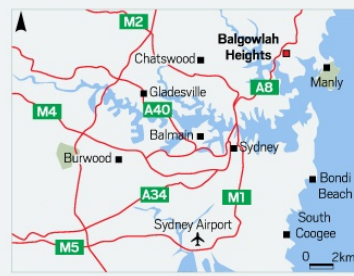 M2
Balgowlah
Heights
Chatswood
Manly
Gladesville
A8
M4
A40
Balmain
Sydney
Burwood
Bondi
Beach
A34
M1
Sydney Airport
South
Coogee
M5
0 2km